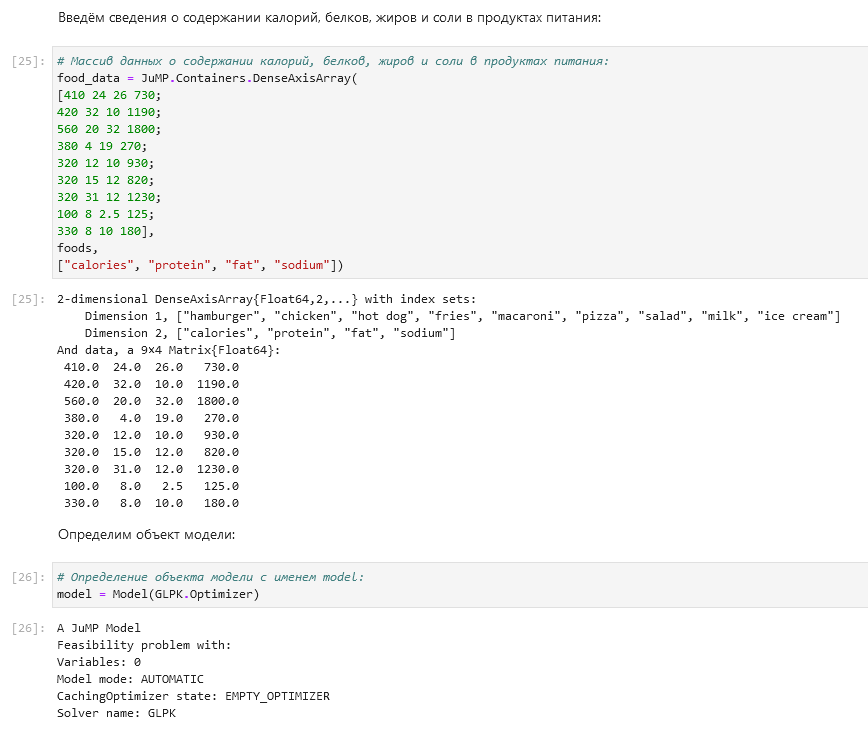 Введём сведения о содержании калорий, белков, жиров и соли в продуктах питания:
[25]: # Массив данных о содержании калорий, белков, жиров и соли в продуктах питания:
food_data = JuMP.Containers.DenseAxisArray(
[410 24 26 730;
420 32 10 1190;
560 20 32 1800;
380 4 19 270;
320 12 10 930;
320 15 12 820;
320 31 12 1230;
100 8 2.5 125;
330 8 10 180],
foods,
["calories", "protein", "fat", "sodium"])
[25]: 2-dimensional DenseAxisArray{Float64,2,...} with index sets:
Dimension 1, ["hamburger", "chicken", "hot dog", "fries", "macaroni", "pizza", "salad", "milk", "ice cream"]
Dimension 2, ["calories", "protein", "fat", "sodium"]
And data, a 9×4 Matrix{Float64}:
410.0 24.0 26.0 730.0
420.0 32.0 10.0 1190.0
560.0 20.0 32.0 1800.0
380.0 4.0 19.0 270.0
320.0 12.0 10.0 930.0
320.0 15.0 12.0 820.0
320.0 31.0 12.0 1230.0
100.0 8.0 2.5 125.0
330.0 8.0 10.0 180.0
Определим объект модели:
[26]: # Определение объекта модели с именем model:
model = Model(GLPK.Optimizer)
[26]: A JuMP Model
Feasibility problem with:
Variables: 0
Model mode: AUTOMATIC
CachingOptimizer state: EMPTY_OPTIMIZER
Solver name: GLPK